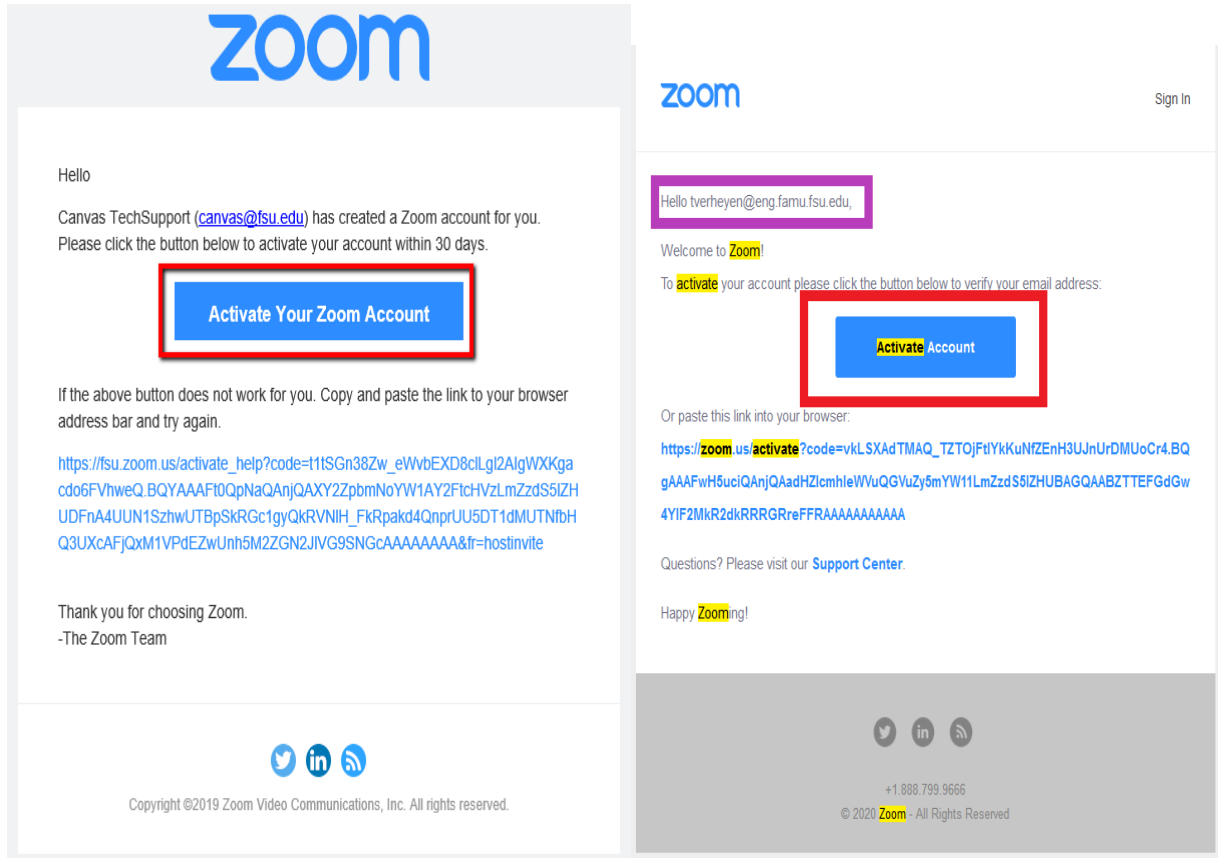 zoom
Hello
Canvas TechSupport (canvas@fsu.edu) has created a Zoom account for you.
Please click the button below to activate your account within 30 days.
Activate Your Zoom Account
If the above button does not work for you. Copy and paste the link to your browser
address bar and try again.
https://fsu.zoom.us/activate_help?code=t1tSGn38Zw_eWvbEXD8clLgl2AlgWXKga
cdo6FVhweQ.BQYAAAFt0QpNaQAnjQAXY2ZpbmNoYW1AY2FtcHVzLmZzdS5lZH
UDFnA4UUN1SzhwUTBpSkRGc1gyQkRVNlH_FkRpakd4QnprUU5DT1dMUTNfbH
Q3UXcAFjQxM1VPdEZwUnh5M2ZGN2JlVG9SNGcAAAAAAAA&fr=hostinvite
Thank you for choosing Zoom.
-The Zoom Team
Copyright ©2019 Zoom Video Communications, Inc. All rights reserved.
zoom
Sign In
Hello tverheyen@eng.famu.fsu.edu,
Welcome to Zoom!
To activate your account please click the button below to verify your email address:
Activate Account
Or paste this link into your browser:
https://zoom.us/activate?code=vkLSXAdTMAQ_TZTOjFtlYkKuNfZEnH3UJnUrDMUoCr4.BQ
gAAAFwH5uciQAnjQAadHZlcmhleWVuQGVuZy5mYW11LmZzdS5lZHUBAGQAABZTTEFGdGw
4YlF2MkR2dkRRRGRreFFRAAAAAAAAAAA
Questions? Please visit our Support Center.
Happy Zooming!
+1.888.799.9666
© 2020 Zoom - All Rights Reserved